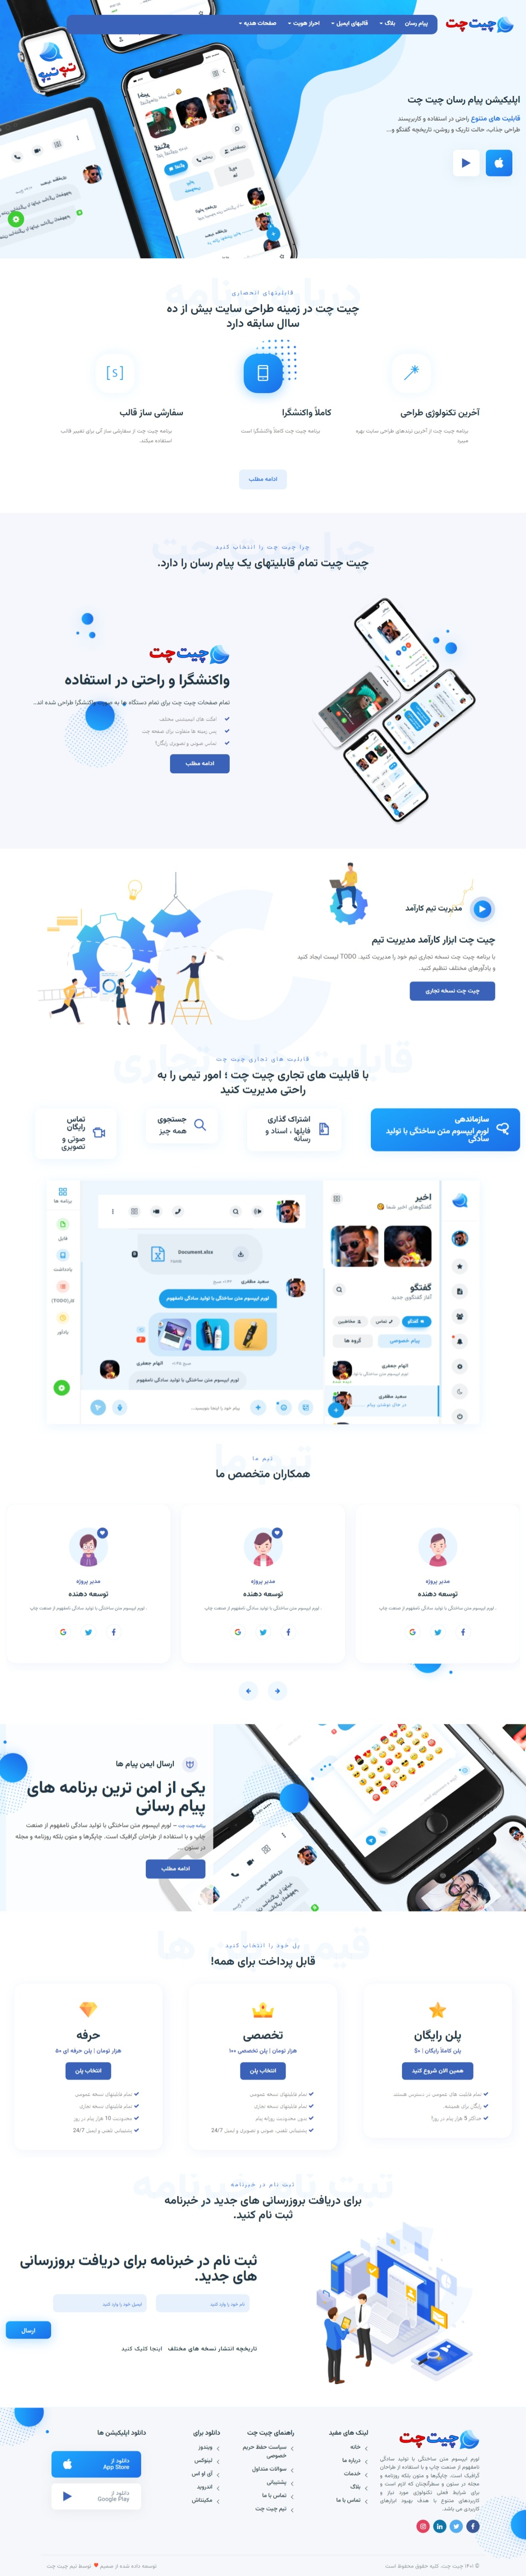 چیت چت
پیام رسان
بلاگ
قالبهای ایمیل
احراز هویت
صفحات هدیه
اپلیکیشن پیام رسان چیت چت
قابلیت های متنوع راحتی در استفاده و کاربرپسند
طراحی جذاب، حالت تاریک و روشن، تاریخچه گفتگو و...
قابلیتهای انحصاری
چیت چت در زمینه طراحی سایت بیش از ده
ساال سابقه دارد
آخرین تکنولوژی طراحی
برنامه چیت چت از آخرین ترندهای طراحی سایت بهره
میبرد
کاملاً واکنشگرا
برنامه چیت چت کاملاً واکنشگرا است
سفارشی ساز قالب
برنامه چیت چت از سفارشی ساز آنی برای تغییر قالب
استفاده میکند.
ادامه مطلب
چرا چیت چت را انتخاب کنید
چیت چیت تمام قابلیتهای یک پیام رسان را دارد.
چیت چت
واکنشگرا و راحتی در استفاده
تمام صفحات چیت چت برای تمام دستگاه ها به صورت واکنشگرا طراحی شده اند..
افکت های انیمیشنی مختلف
پس زمینه ها متفاوت برای صفحه چت
تماس صوتی و تصویری رایگان!
ادامه مطلب
مدیریت تیم کارآمد
چیت چت ابزار کارآمد مدیریت تیم
با برنامه چیت چت نسخه تجاری تیم خود را مدیریت کنید. TODO لیست ایجاد کنید
و یادآورهای مختلف تنظیم کنید.
چیت چت نسخه تجاری
قابلیت های تجاری چیت چت
با قابلیت های تجاری چیت چت ؛ امور تیمی را به
راحتی مدیریت کنید
سازماندهی
لورم ایپسوم متن ساختگی با تولید
سادگی
اشتراک گذاری
فایلها ، اسناد و
رسانه
جستجوی
همه چیز
تماس
رایگان
صوتی و
تصویری
اخیر
گفتگوهای اخیر شما
گفتگو
آغاز گفتگوی جدید
گفتگو
تماس
مخاطبین
پیام خصوصی
گروه ها
الهام جعفری
سعید مظفری
در حال نوشتن پیام
Document.xlsx
سعید مظفری
لورم ایپسوم متن ساختگی با تولید سادگی نامفهوم
الهام جعفری
لورم ایپسوم متن ساختگی با تولید سادگی نامفهوم
پیام خود را اینجا بنویسید...
برنامه ها
فایل
یادداشت
یادآور
تیم ما
همکاران متخصص ما
مدیر پروژه
توسعه دهنده
لورم ایپسوم متن ساختگی با تولید سادگی نامفهوم از صنعت چاپ.
مدیر پروژه
توسعه دهنده
لورم ایپسوم متن ساختگی با تولید سادگی نامفهوم از صنعت چاپ.
مدیر پروژه
توسعه دهنده
لورم ایپسوم متن ساختگی با تولید سادگی نامفهوم از صنعت چاپ.
ارسال ایمن پیام ها
یکی از امن ترین برنامه های
پیام رسانی
برنامه چیت چت – لورم ایپسوم متن ساختگی با تولید سادگی نامفهوم از صنعت
چاپ و با استفاده از طراحان گرافیک است. چاپگرها و متون بلکه روزنامه و مجله
در ستون ...
ادامه مطلب
پل خود را انتخاب کنید
قابل پرداخت برای همه!
پلن رایگان
پلن کاملاً رایگان | 0$
همین الان شروع کنید
تمام قابلیت های عمومی در دسترس هستند.
رایگان برای همیشه.
حداکثر 5 هزار پیام در روز!
تخصصی
هزار تومان | پلن تخصصی ۱۰۰
انتخاب پلن
تمام قابلیتهای نسخه عمومی
تمام قابلیتهای نسخه تجاری
بدون محدودیت روزانه پیام
پشتیبانی تلفنی، صوتی و تصویری و ایمیل 24/7
حرفه
هزار تومان | پلن حرفه ای ۵۰
انتخاب پلن
تمام قابلیتهای نسخه عمومی
تمام قابلیتهای نسخه تجاری
محدودیت 10 هزار پیام در روز
پشتیبانی تلفنی و ایمیل 24/7
ثبت نام در خبرنامه
برای دریافت بروزرسانی های جدید در خبرنامه
ثبت نام کنید.
ثبت نام در خبرنامه برای دریافت بروزرسانی
های جدید.
نام خود را وارد کنید
ایمیل خود را وارد کنید
ارسال
تاریخچه انتشار نسخه های مختلف اینجا کلیک کنید
چیت چت
لورم ایپسوم متن ساختگی با تولید سادگی
نامفهوم از صنعت چاپ و با استفاده از طراحان
گرافیک است. چاپگرها و متون بلکه روزنامه و
مجله در ستون و سطرآنچنان که لازم است و
برای شرایط فعلی تکنولوژی مورد نیاز و
کاربردهای متنوع با هدف بهبود ابزارهای
کاربردی می باشد.
لینک های مفید
خانه
درباره ما
خدمات
بلاگ
تماس با ما
راهنمای چیت چت
سیاست حفظ حریم
خصوصی
سوالات متداول
پشتیبانی
تماس با ما
تیم چیت چت
دانلود برای
ویندوز
لینوکس
آی او اس
اندروید
مکینتاش
دانلود اپلیکیشن ها
دانلود از
App Store
دانلود از
Google Play
© ۱۴۰۱ چیت چت. کلیه حقوق محفوظ است
توسعه داده شده از صمیم ♥ توسط تیم چیت چت